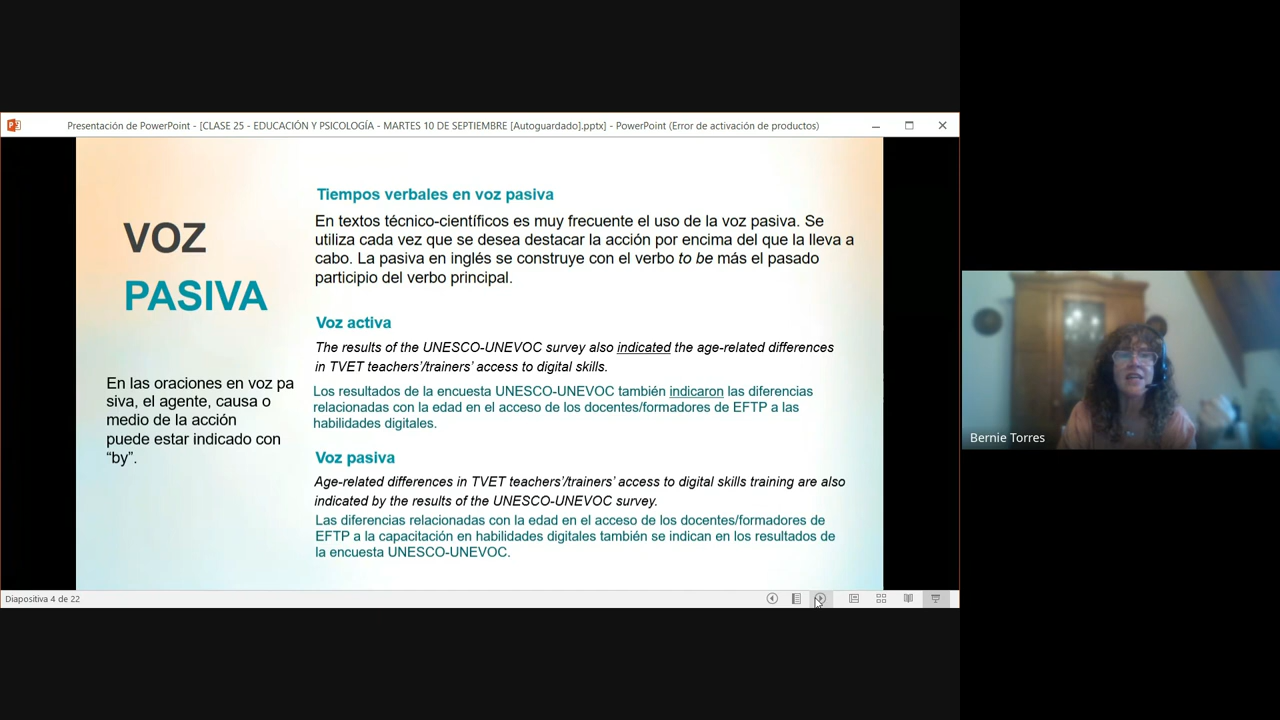 Presentación de PowerPoint - [CLASE 25 - EDUCACIÓN Y PSICOLOGÍA - MARTES 10 DE SEPTIEMBRE [Autoguardado].pptx] - PowerPoint (Error de activación de productos)
VOZ
PASIVA
En las oraciones en voz pa
siva, el agente, causa o
medio de la acción
puede estar indicado con
“by”.
Tiempos verbales en voz pasiva
En textos técnico-científicos es muy frecuente el uso de la voz pasiva. Se
utiliza cada vez que se desea destacar la acción por encima del que la lleva a
cabo. La pasiva en inglés se construye con el verbo to be más el pasado
participio del verbo principal.
Voz activa
The results of the UNESCO-UNEVOC survey also indicated the age-related differences
in TVET teachers’/trainers’ access to digital skills.
Los resultados de la encuesta UNESCO-UNEVOC también indicaron las diferencias
relacionadas con la edad en el acceso de los docentes/formadores de EFTP a las
habilidades digitales.
Voz pasiva
Age-related differences in TVET teachers’/trainers’ access to digital skills training are also
indicated by the results of the UNESCO-UNEVOC survey.
Las diferencias relacionadas con la edad en el acceso de los docentes/formadores de
EFTP a la capacitación en habilidades digitales también se indican en los resultados de
la encuesta UNESCO-UNEVOC.
Diapositiva 4 de 22
Bernie Torres